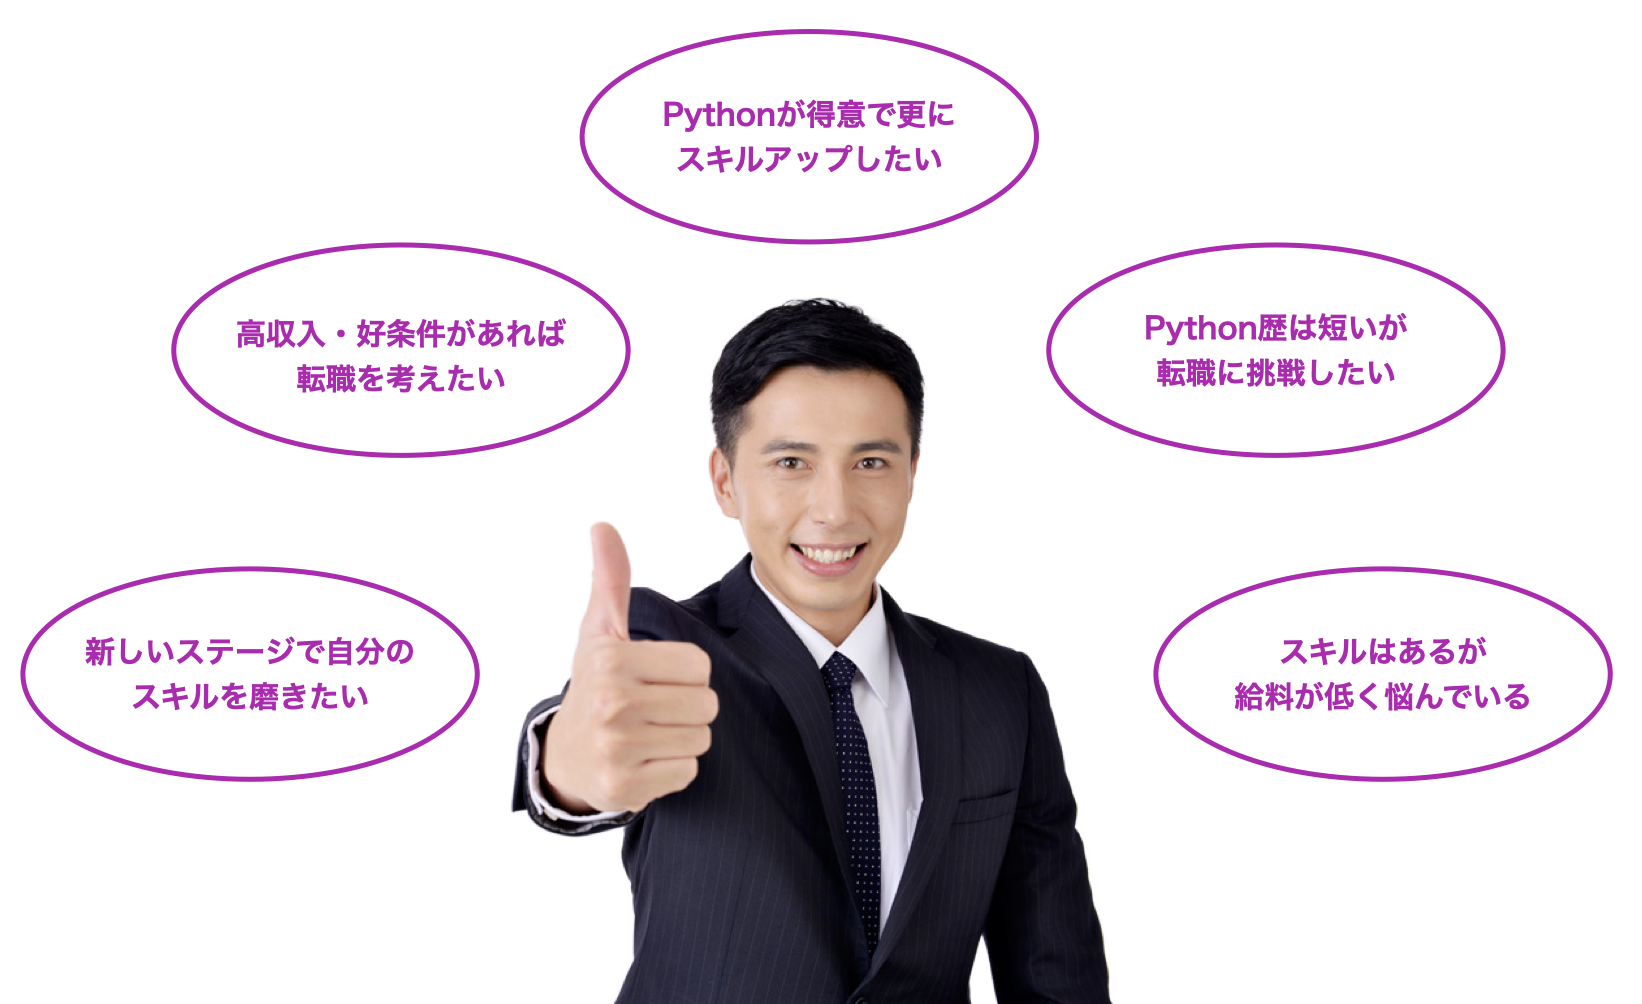 Pythonが得意で更に
スキルアップしたい
高収入・好条件があれば
転職を考えたい
Python歴は短いが
転職に挑戦したい
新しいステージで自分の
スキルを磨きたい
スキルはあるが
給料が低く悩んでいる